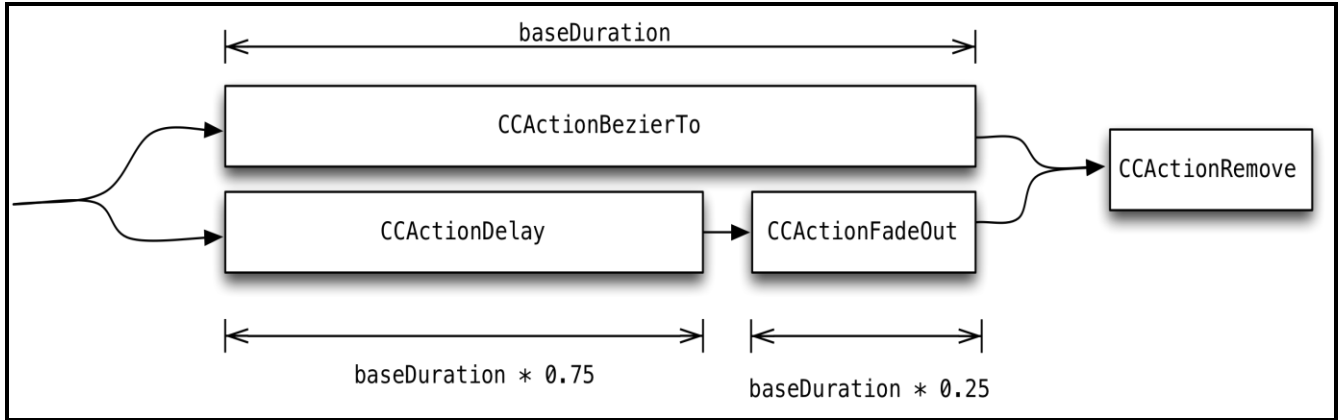 baseDuration
CCActionBezierTo
CCActionRemove
CCActionDelay
CCActionFadeOut
baseDuration * 0.75
baseDuration * 0.25